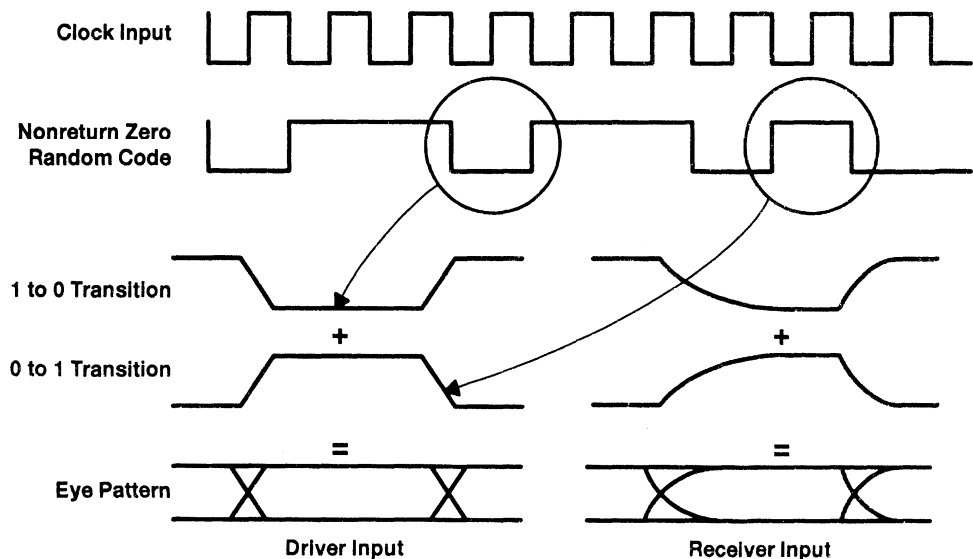 Clock Input
Nonreturn Zero
Random Code
1 to 0 Transition
+
+
0 to 1 Transition
=
=
Eye Pattern
Driver Input
Receiver Input